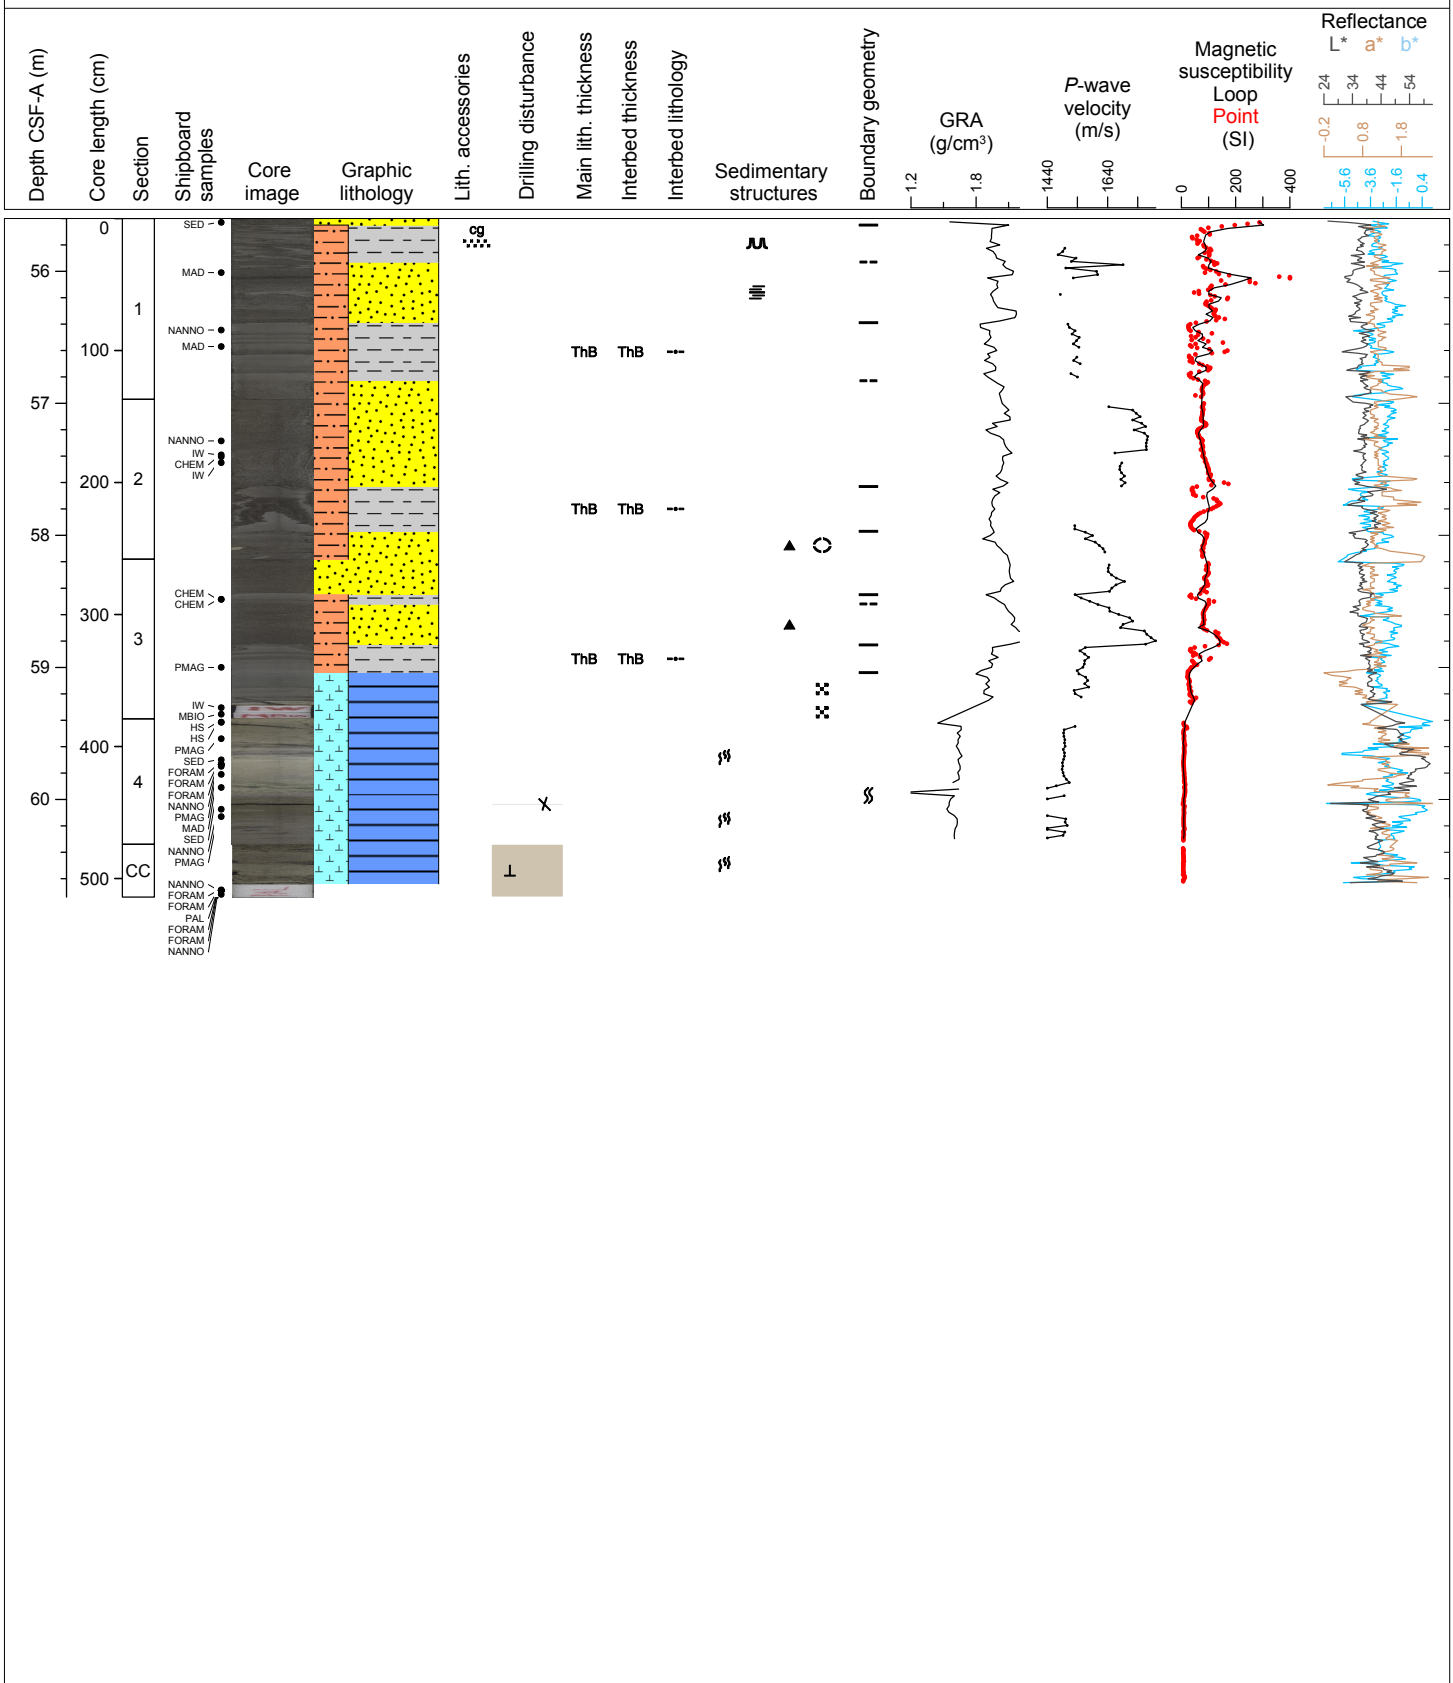 Depth CSF-A (m)
Core length (cm)
Section
Shipboard
samples
Core
image
Graphic
lithology
Lith. accessories
Drilling disturbance
Main lith. thickness
Interbed thickness
Interbed lithology
Sedimentary
structures
Boundary geometry
GRA
(g/cm³)
1.2
1.8
P-wave
velocity
(m/s)
1440
1640
Magnetic
susceptibility
Loop
Point
(SI)
0
200
400
Reflectance
L* a* b*
24
34
44
54
-0.2
0.8
1.8
-5.6
-3.6
-1.6
0.4
56
57
58
59
60
0
100
200
300
400
500
1
2
3
4
CC
SED
MAD
NANNO
MAD
NANNO
IW
CHEM
IW
CHEM
CHEM
PMAG
IW
MBIO
HS
HS
PMAG
SED
FORAM
FORAM
FORAM
NANNO
PMAG
MAD
SED
NANNO
PMAG
NANNO
FORAM
FORAM
PAL
FORAM
FORAM
NANNO
cg
ThB ThB
ThB ThB
ThB ThB